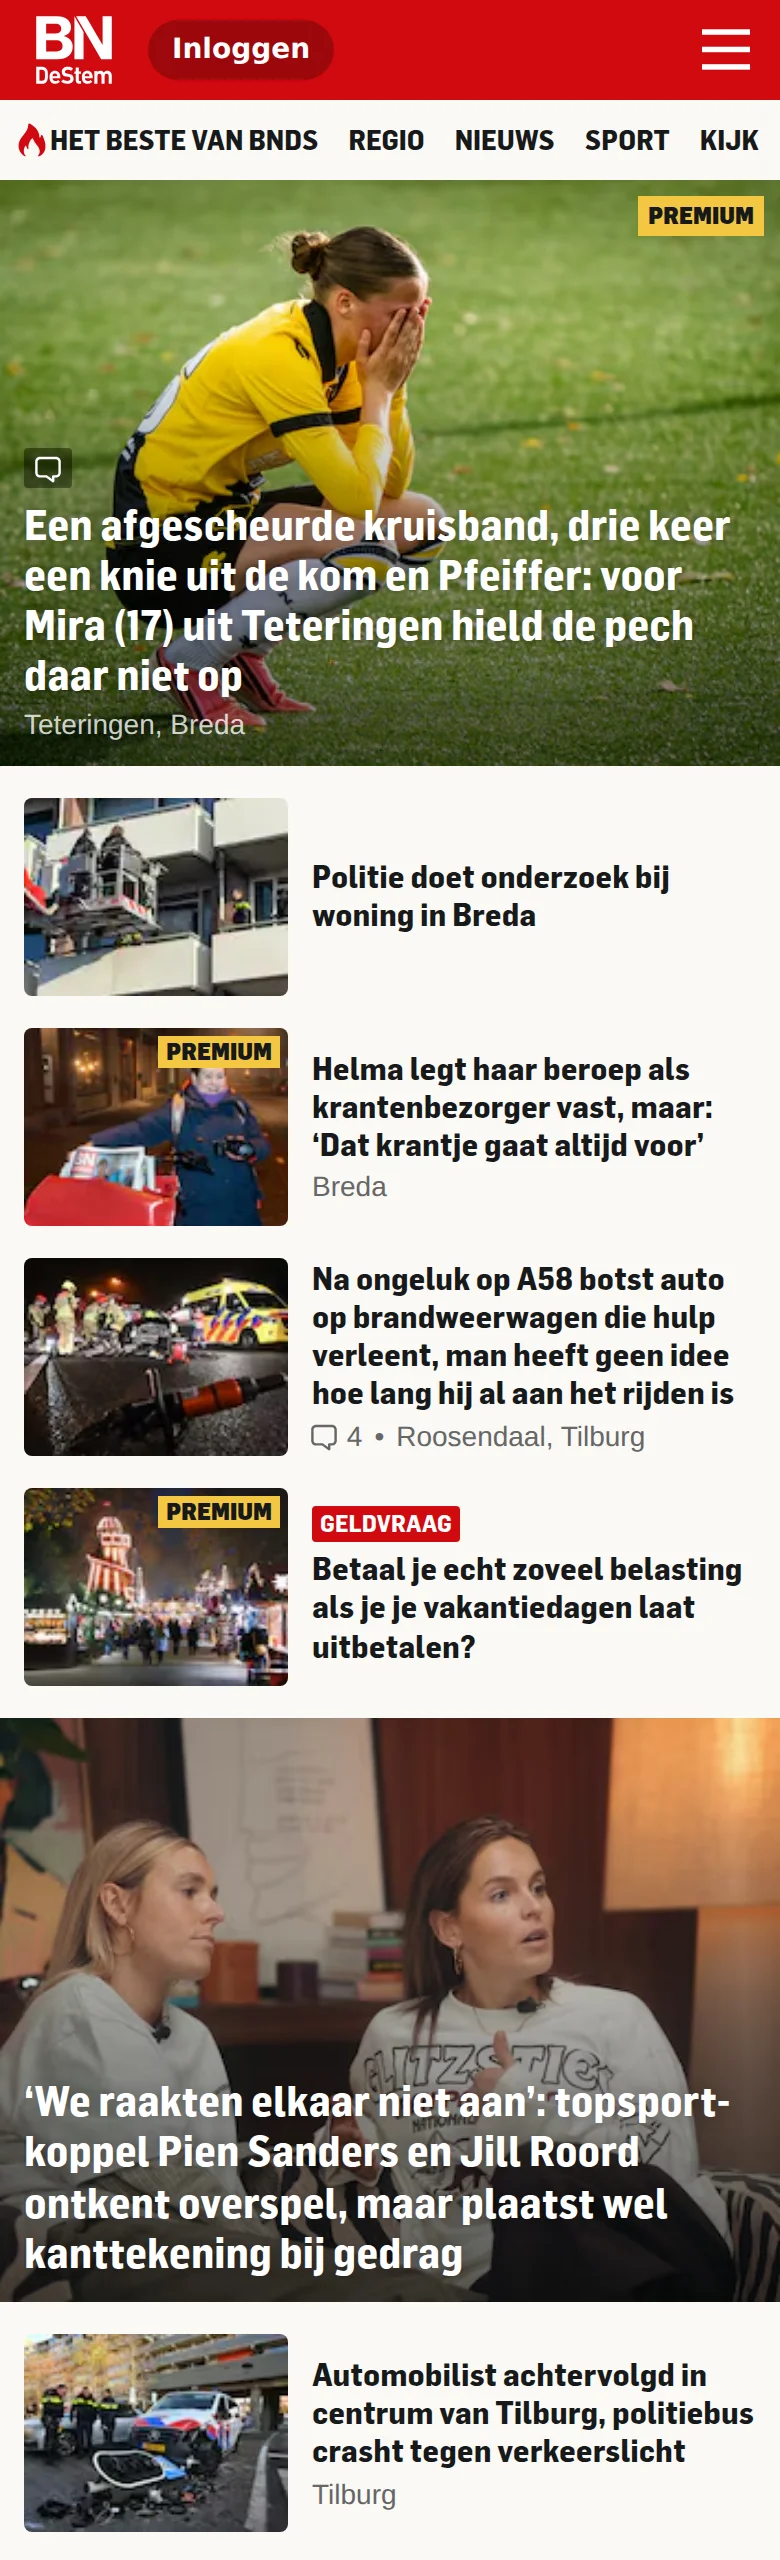 BN
DeStem
Inloggen
HET BESTE VAN BNDS REGIO NIEUWS SPORT KIJK
PREMIUM
Een afgescheurde kruisband, drie keer
een knie uit de kom en Pfeiffer: voor
Mira (17) uit Teteringen hield de pech
daar niet op
Teteringen, Breda
Politie doet onderzoek bij
woning in Breda
PREMIUM
Helma legt haar beroep als
krantenbezorger vast, maar:
‘Dat krantje gaat altijd voor’
Breda
Na ongeluk op A58 botst auto
op brandweerwagen die hulp
verleent, man heeft geen idee
hoe lang hij al aan het rijden is
4 • Roosendaal, Tilburg
PREMIUM
GELDVRAAG
Betaal je echt zoveel belasting
als je je vakantiedagen laat
uitbetalen?
‘We raakten elkaar niet aan’: topsport-
koppel Pien Sanders en Jill Roord
ontkent overspel, maar plaatst wel
kanttekening bij gedrag
Automobilist achtervolgd in
centrum van Tilburg, politiebus
crasht tegen verkeerslicht
Tilburg